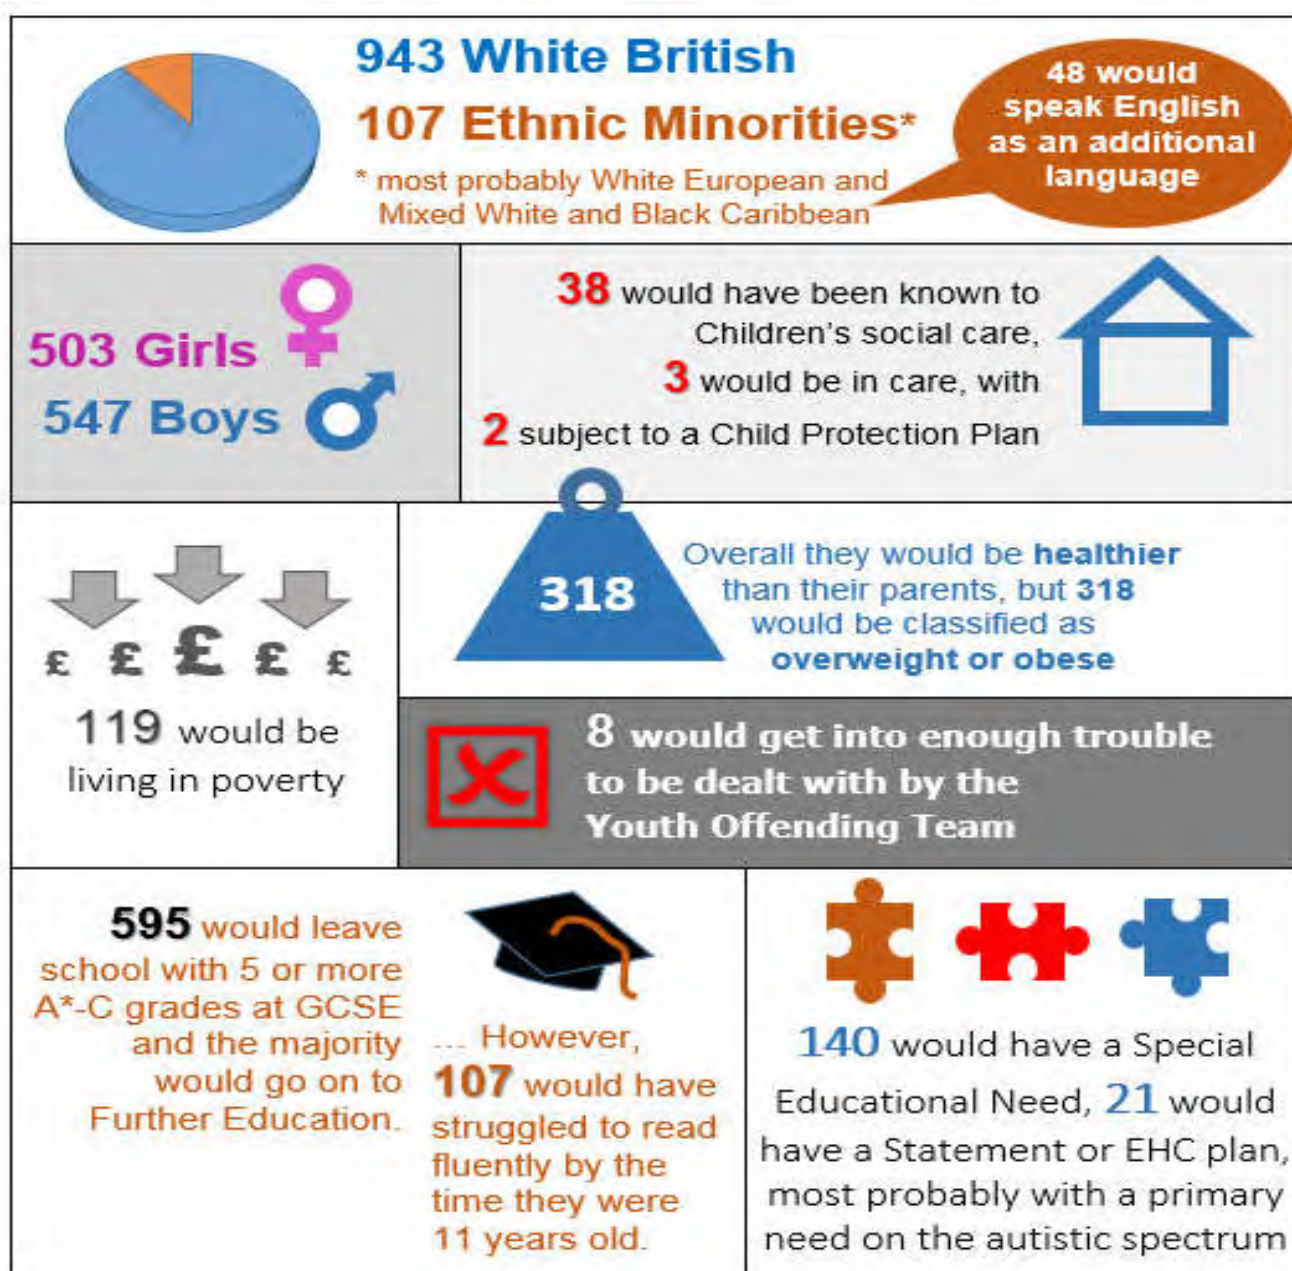 943 White British
107 Ethnic Minorities*
* most probably White European and
Mixed White and Black Caribbean
48 would
speak English
as an additional
language
503 Girls
547 Boys
38 would have been known to
Children's social care,
3 would be in care, with
2 subject to a Child Protection Plan
£ £ £ £ £
119 would be
living in poverty
318
Overall they would be healthier
than their parents, but 318
would be classified as
overweight or obese
8 would get into enough trouble
to be dealt with by the
Youth Offending Team
595 would leave
school with 5 or more
A*-C grades at GCSE
and the majority
would go on to
Further Education.
... However,
107 would have
struggled to read
fluently by the
time they were
11 years old.
140 would have a Special
Educational Need, 21 would
have a Statement or EHC plan,
most probably with a primary
need on the autistic spectrum